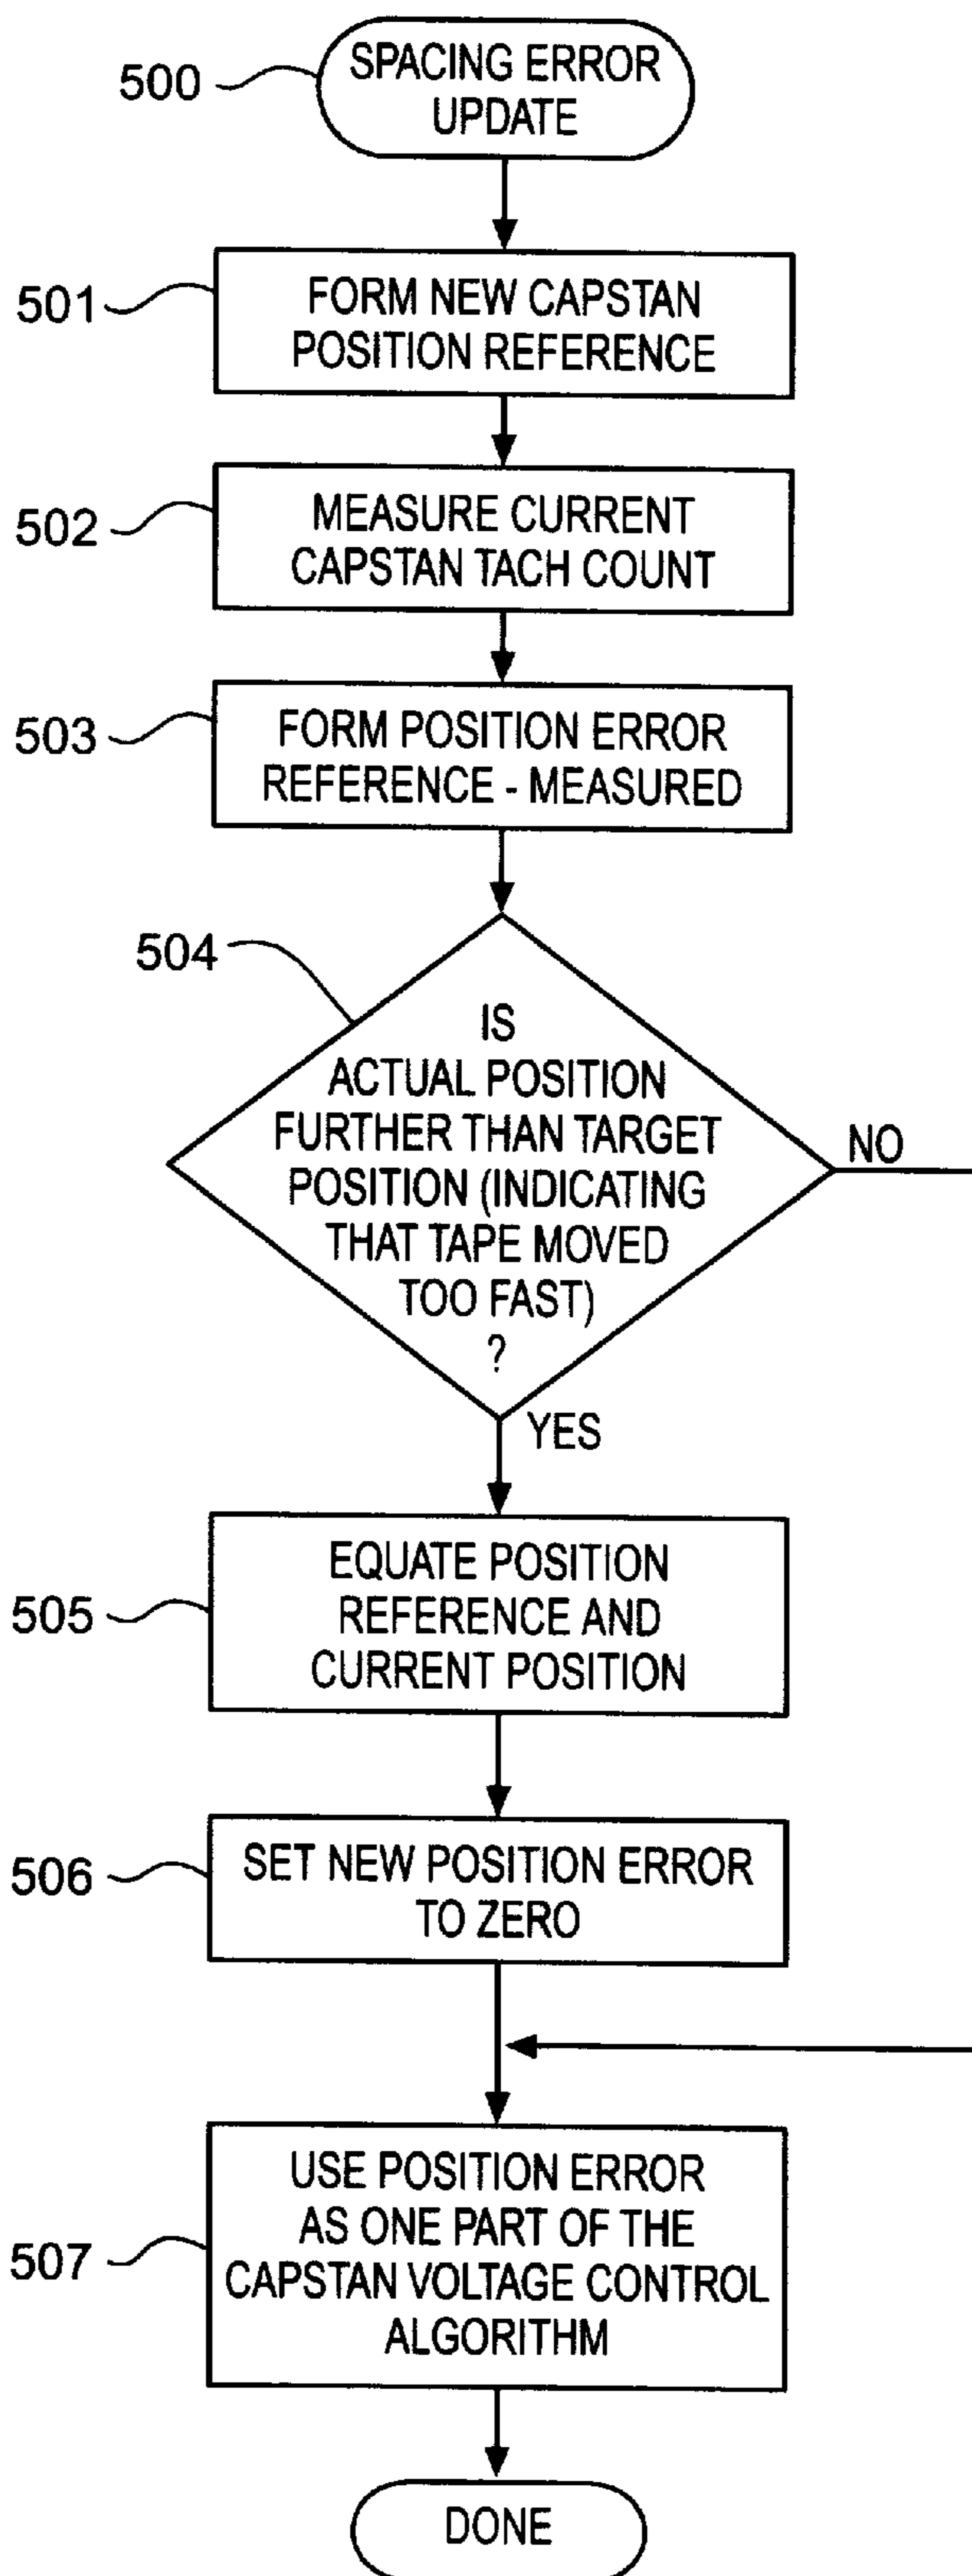 500
SPACING ERROR
UPDATE
501
FORM NEW CAPSTAN
POSITION REFERENCE
502
MEASURE CURRENT
CAPSTAN TACH COUNT
503
FORM POSITION ERROR
REFERENCE - MEASURED
504
IS
ACTUAL POSITION
FURTHER THAN TARGET
POSITION (INDICATING
THAT TAPE MOVED
TOO FAST)
?
NO
YES
505
EQUATE POSITION
REFERENCE AND
CURRENT POSITION
506
SET NEW POSITION ERROR
TO ZERO
507
USE POSITION ERROR
AS ONE PART OF THE
CAPSTAN VOLTAGE CONTROL
ALGORITHM
DONE